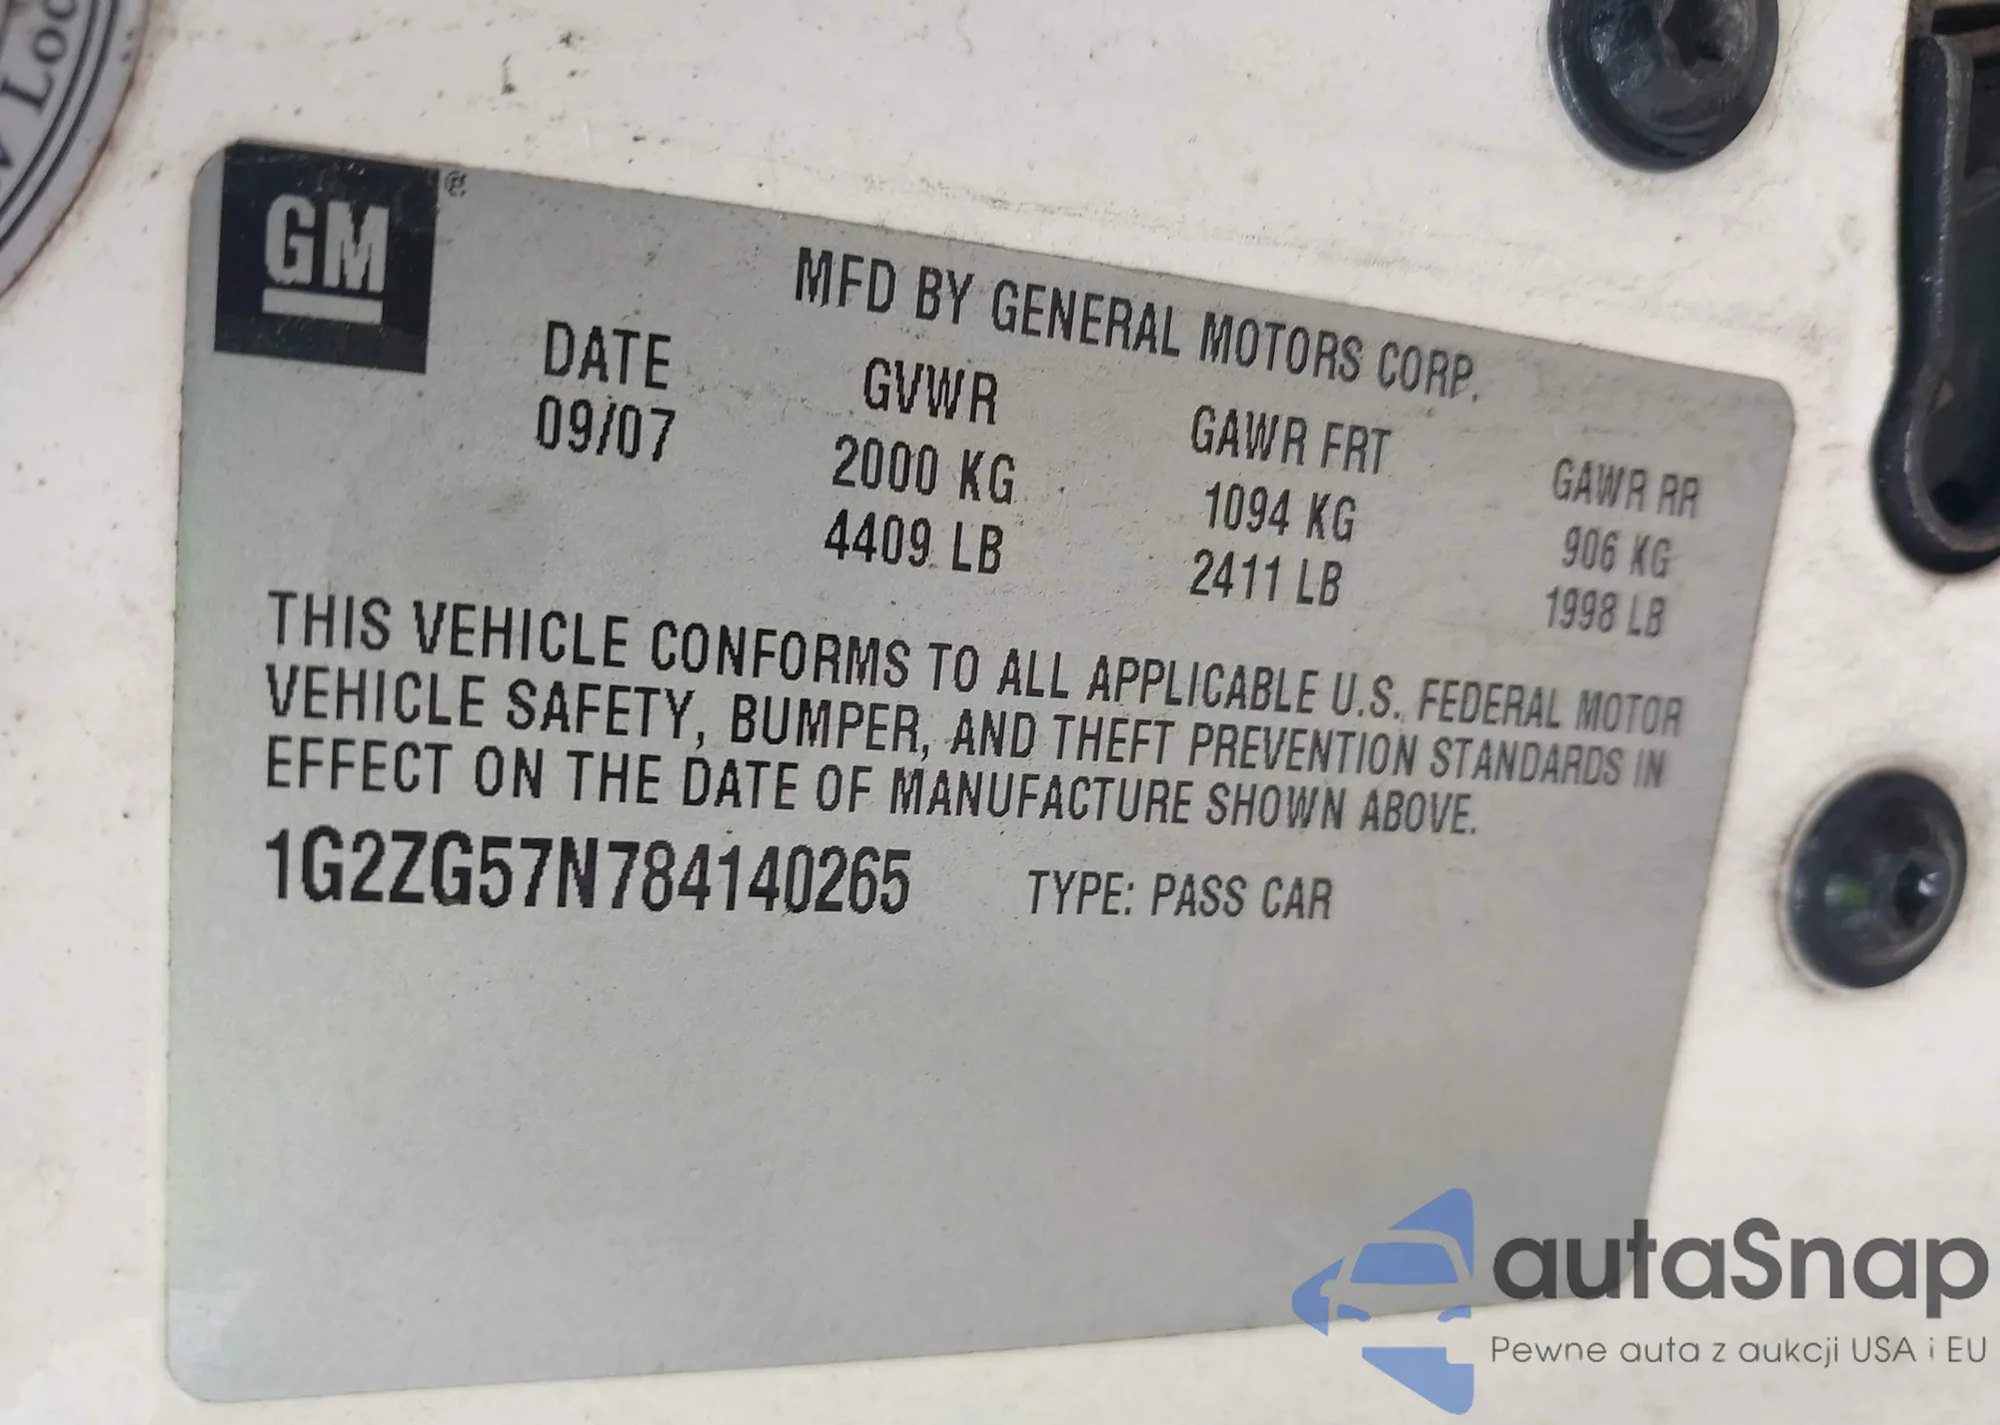 GM®
MFD BY GENERAL MOTORS CORP.
DATE GVWR GAWR FRT GAWR RR
09/07 2000 KG 1094 KG 906 KG
4409 LB 2411 LB 1998 LB
THIS VEHICLE CONFORMS TO ALL APPLICABLE U.S. FEDERAL MOTOR
VEHICLE SAFETY, BUMPER, AND THEFT PREVENTION STANDARDS IN
EFFECT ON THE DATE OF MANUFACTURE SHOWN ABOVE.
1G2ZG57N784140265 TYPE: PASS CAR
autaSnap
Pewne auta z aukcji USA i EU